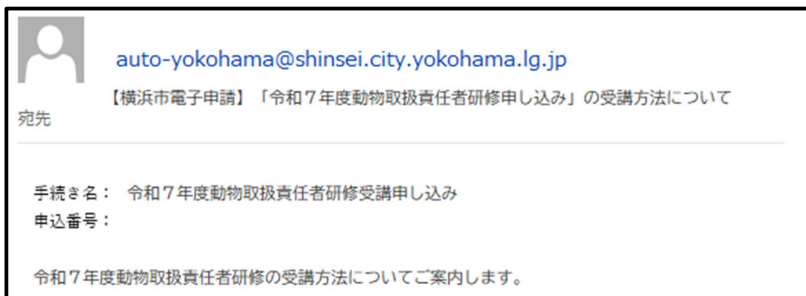 auto-yokohama@shinsei.city.yokohama.lg.jp
【横浜市電子申請】「令和７年度動物取扱責任者研修申し込み」の受講方法について
宛先
手続き名： 令和７年度動物取扱責任者研修受講申し込み
申込番号：
令和７年度動物取扱責任者研修の受講方法についてご案内します。